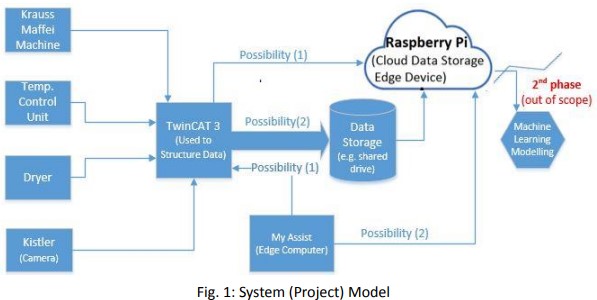 Krauss
Maffei
Machine
Temp.
Control
Unit
Dryer
Kistler
(Camera)
TwinCAT 3
(Used to
Structure Data)
Possibility (1)
Possibility(2)
Possibility (1)
Data
Storage
(e.g. shared
drive)
My Assist
(Edge Computer)
Possibility (2)
Raspberry Pi
(Cloud Data Storage
Edge Device)
2nd phase
(out of scope)
Machine
Learning
Modelling
Fig. 1: System (Project) Model